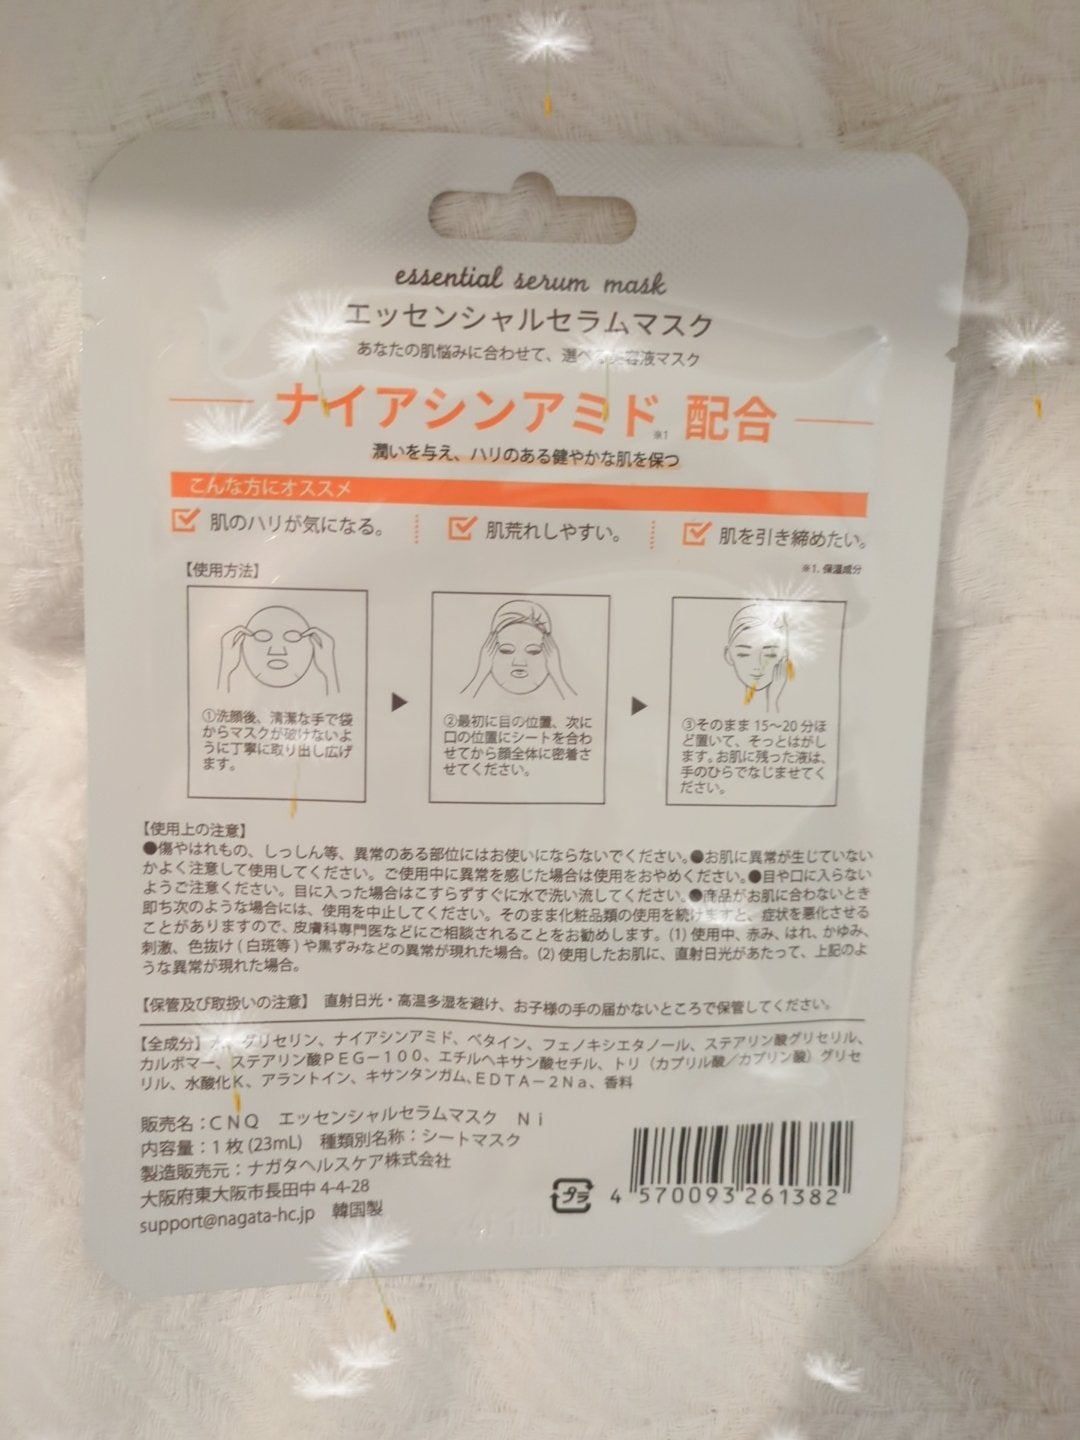 essential serum mask
エッセンシャルセラムマスク
あなたの肌悩みに合わせて、選べる美容液マスク
ナイアシンアミド※1 配合
潤いを与え、ハリのある健やかな肌を保つ
こんな方にオススメ
肌のハリが気になる。 肌荒れしやすい。 肌を引き締めたい。
※1. 保湿成分
【使用方法】
①洗顔後、清潔な手で袋
からマスクが破けないよ
うに丁寧に取り出し広げ
ます。
②最初に目の位置、次に
口の位置にシートを合わ
せてから顔全体に密着さ
せてください。
③そのまま 15～20 分ほ
ど置いて、そっとはがし
ます。お肌に残った液は、
手のひらでなじませてく
ださい。
【使用上の注意】
●傷やはれもの、しっしん等、異常のある部位にはお使いにならないでください。●お肌に異常が生じていない
かよく注意して使用してください。ご使用中に異常を感じた場合は使用をおやめください。●目や口に入らない
ようご注意ください。目に入った場合はこすらずすぐに水で洗い流してください。●商品がお肌に合わないとき
即ち次のような場合には、使用を中止してください。そのまま化粧品類の使用を続けますと、症状を悪化させる
ことがありますので、皮膚科専門医などにご相談されることをお勧めします。(1) 使用中、赤み、はれ、かゆみ、
刺激、色抜け ( 白斑等 ) や黒ずみなどの異常が現れた場合。(2) 使用したお肌に、直射日光があたって、上記のよ
うな異常が現れた場合。
【保管及び取扱いの注意】 直射日光・高温多湿を避け、お子様の手の届かないところで保管してください。
【全成分】 グリセリン、ナイアシンアミド、ベタイン、フェノキシエタノール、ステアリン酸グリセリル、
カルボマー、ステアリン酸ＰＥＧ－１００、エチルヘキサン酸セチル、トリ（カプリル酸／カプリン酸）グリセ
リル、水酸化Ｋ、アラントイン、キサンタンガム、ＥＤＴＡ－２Ｎａ、香料
販売名：ＣＮＱ　エッセンシャルセラムマスク　Ｎｉ
内容量：1 枚 (23mL)　種類別名称：シートマスク
製造販売元：ナガタヘルスケア株式会社
大阪府東大阪市長田中 4-4-28
support@nagata-hc.jp　韓国製
プラ
4 570093 261382